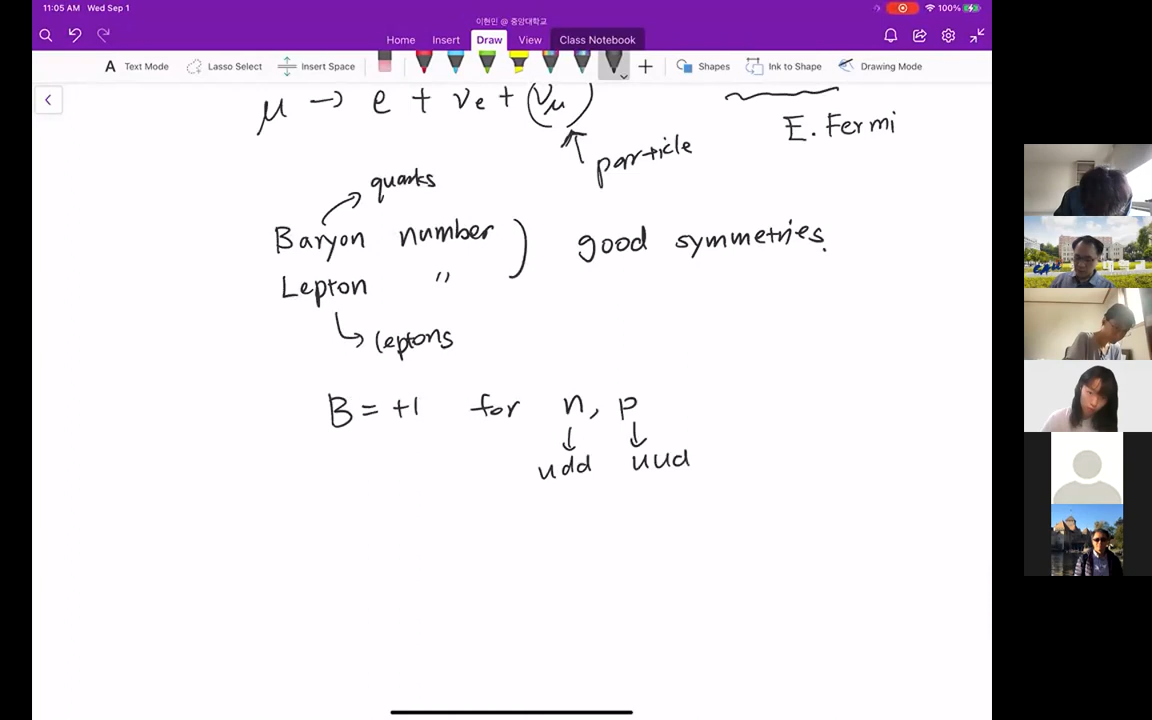 11:05 AM Wed Sep 1
이현민 @ 중앙대학교
100%
Home Insert Draw View Class Notebook
A Text Mode Lasso Select Insert Space Shapes Ink to Shape Drawing Mode
μ → e + νe + (νμ)
E. Fermi
particle
quarks
Baryon number ) good symmetries.
Lepton 〃
leptons
B = +1 for n, p
udd uud